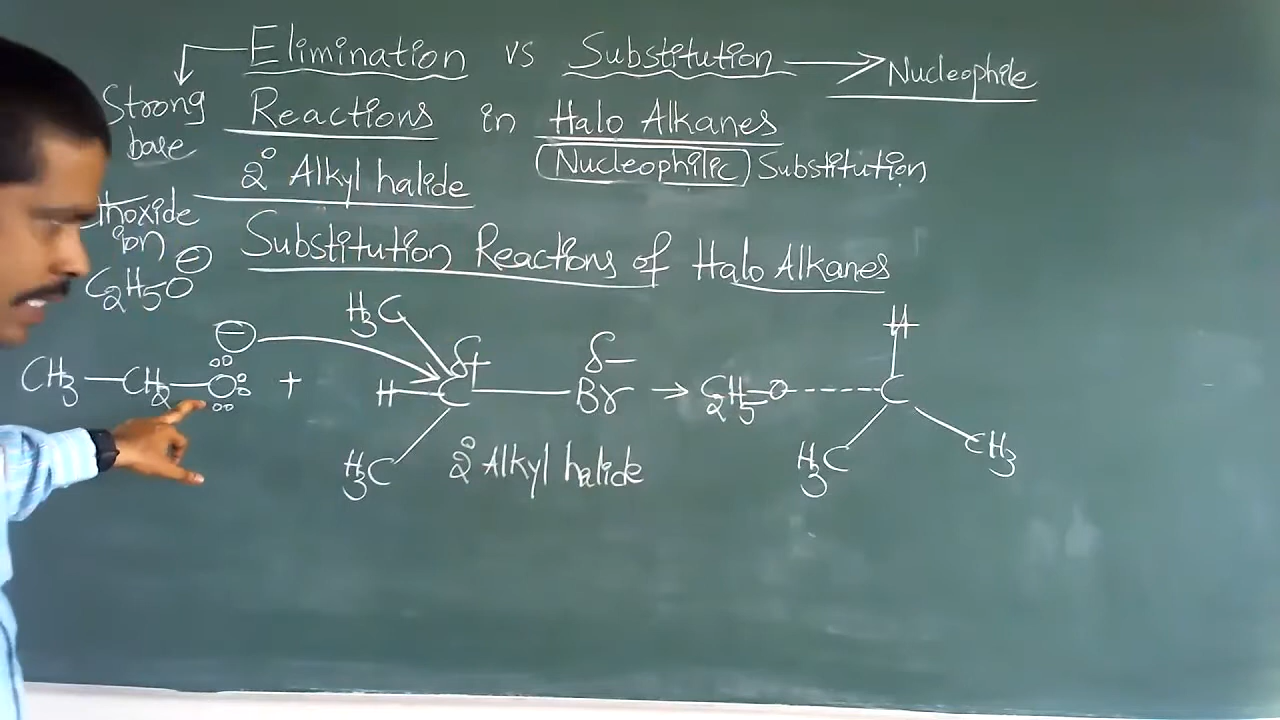 Elimination vs Substitution → Nucleophile
Strong base
Reactions in Halo Alkanes
Nucleophilic Substitution
2° Alkyl halide
Ethoxide ion
C2H5O⊖
Substitution Reactions of Halo Alkanes
H3C
H
⊖
δ+
δ−
CH3—CH2—O + H—C—Br → C2H5—O-----C
H3C
2° Alkyl halide
H3C
CH3